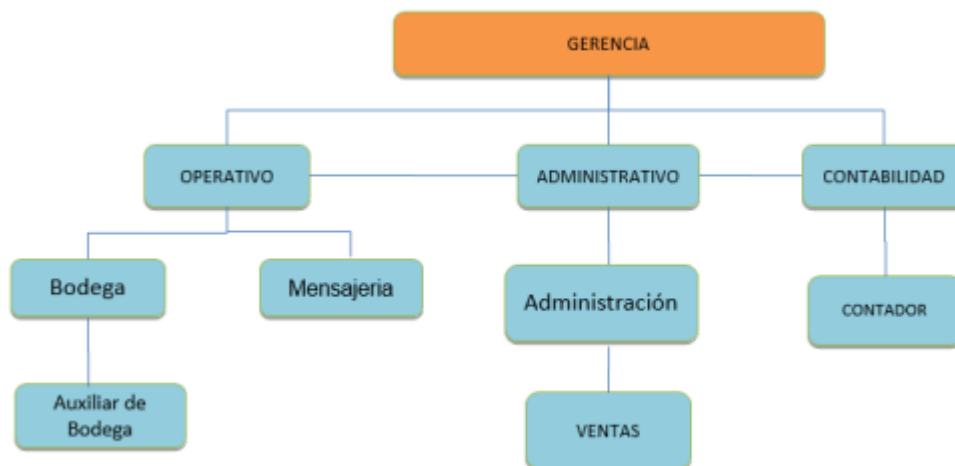 GERENCIA
OPERATIVO
ADMINISTRATIVO
CONTABILIDAD
Bodega
Mensajeria
Administración
CONTADOR
Auxiliar de
Bodega
VENTAS